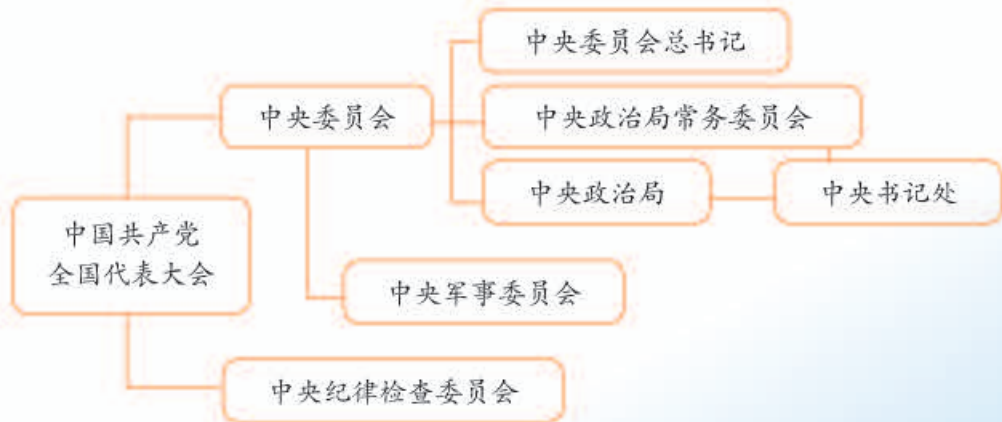 中央委员会总书记
中央委员会
中央政治局常务委员会
中央政治局
中央书记处
中国共产党
全国代表大会
中央军事委员会
中央纪律检查委员会